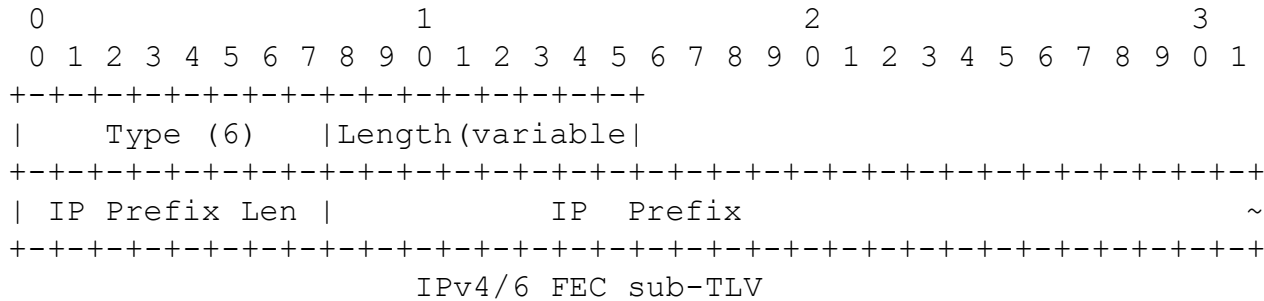 0                   1                   2                   3
 0 1 2 3 4 5 6 7 8 9 0 1 2 3 4 5 6 7 8 9 0 1 2 3 4 5 6 7 8 9 0 1
+-+-+-+-+-+-+-+-+-+-+-+-+-+-+-+-+
|    Type (6)   |Length(variable|
+-+-+-+-+-+-+-+-+-+-+-+-+-+-+-+-+-+-+-+-+-+-+-+-+-+-+-+-+-+-+-+-+
| IP Prefix Len |           IP  Prefix                          ~
+-+-+-+-+-+-+-+-+-+-+-+-+-+-+-+-+-+-+-+-+-+-+-+-+-+-+-+-+-+-+-+-+
                     IPv4/6 FEC sub-TLV